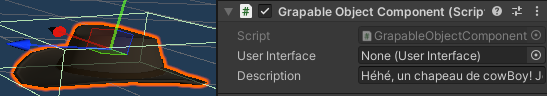 Grapable Object Component (Scrip
Script
GrapableObjectComponent
User Interface
None (User Interface)
Description
Héhé, un chapeau de cowBoy! J